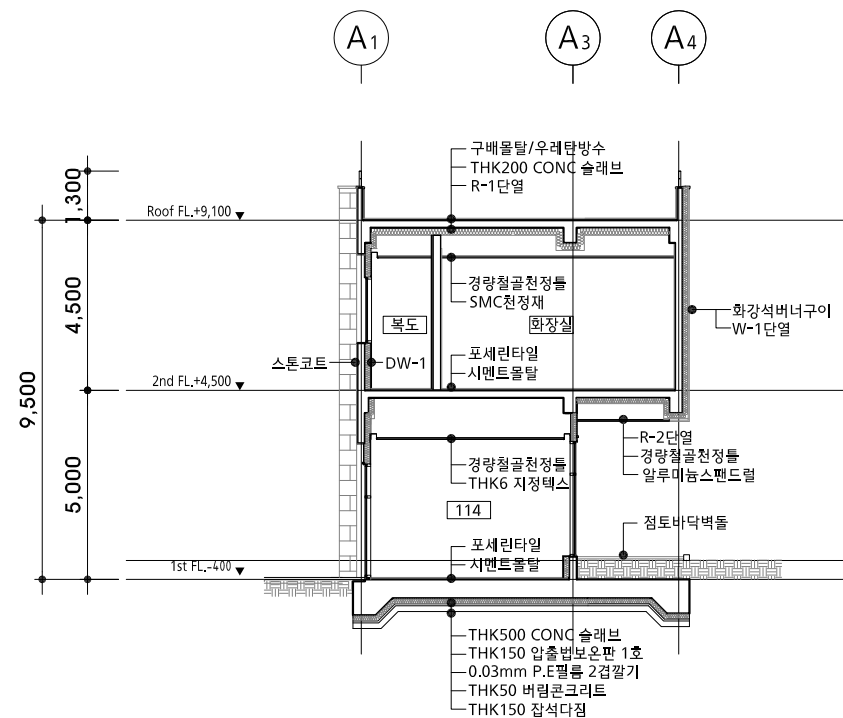 A1
A3
A4
구배몰탈/우레탄방수
THK200 CONC 슬래브
R-1단열
1,300
Roof FL.+9,100
4,500
경량철골천정틀
SMC천정재
복도
화장실
화강석버너구이
W-1단열
스톤코트
DW-1
포세린타일
시멘트몰탈
2nd FL.+4,500
9,500
5,000
R-2단열
경량철골천정틀
알루미늄스팬드럴
경량철골천정틀
THK6 지정텍스
114
점토바닥벽돌
포세린타일
시멘트몰탈
1st FL.-400
THK500 CONC 슬래브
THK150 압출법보온판 1호
0.03mm P.E필름 2겹깔기
THK50 버림콘크리트
THK150 잡석다짐